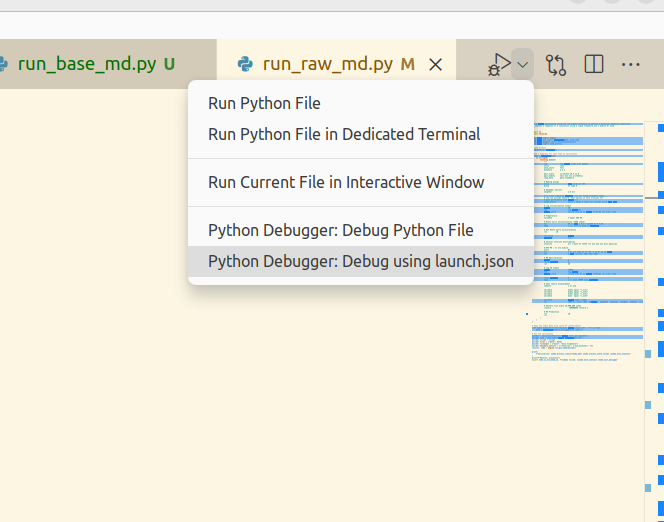 run_base_md.py U
run_raw_md.py M
Run Python File
Run Python File in Dedicated Terminal
Run Current File in Interactive Window
Python Debugger: Debug Python File
Python Debugger: Debug using launch.json